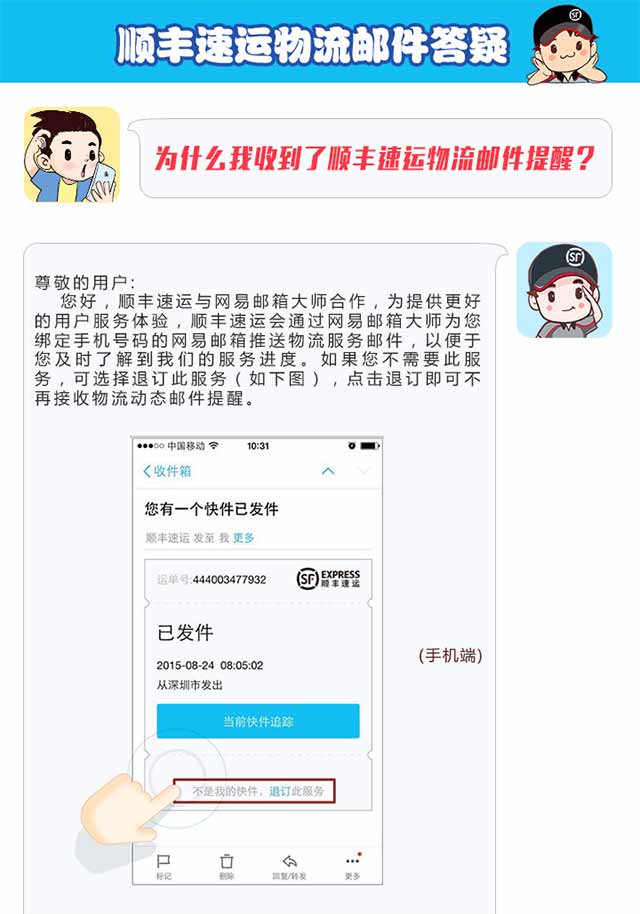 顺丰速运物流邮件答疑
SF
为什么我收到了顺丰速运物流邮件提醒?
SF
尊敬的用户:
您好，顺丰速运与网易邮箱大师合作，为提供更好
的用户服务体验，顺丰速运会通过网易邮箱大师为您
绑定手机号码的网易邮箱推送物流服务邮件，以便于
您及时了解到我们的服务进度。如果您不需要此服
务，可选择退订此服务（如下图），点击退订即可不
再接收物流动态邮件提醒。
中国移动 10:31
收件箱
您有一个快件已发件
顺丰速运 发至 我 更多
运单号:444003477932
SF EXPRESS
顺丰速运
已发件
2015-08-24 08:05:02
从深圳市发出
(手机端)
当前快件追踪
不是我的快件，退订此服务
标记 删除 回复/转发 更多